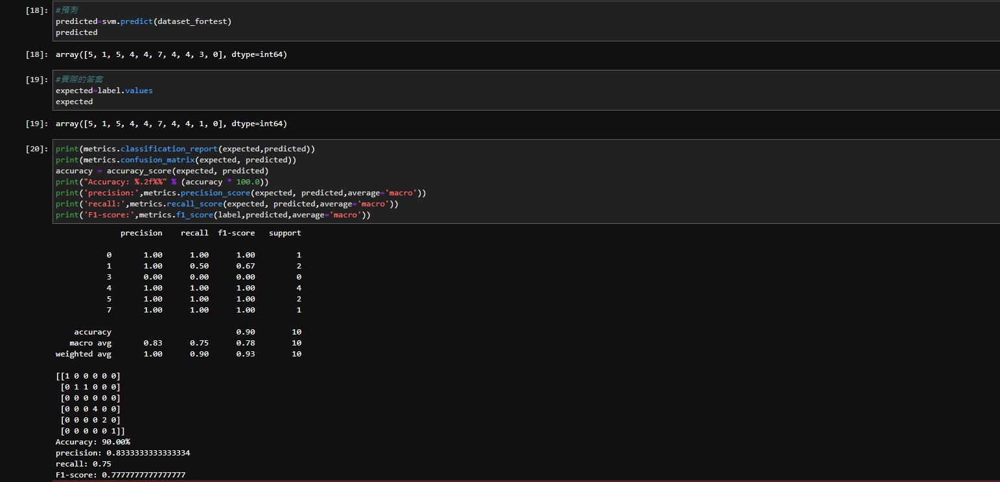 [18]: #預測
predicted=svm.predict(dataset_fortest)
predicted
[18]: array([5, 1, 5, 4, 4, 7, 4, 4, 3, 0], dtype=int64)
[19]: #實際的答案
expected=label.values
expected
[19]: array([5, 1, 5, 4, 4, 7, 4, 4, 1, 0], dtype=int64)
[20]: print(metrics.classification_report(expected,predicted))
print(metrics.confusion_matrix(expected, predicted))
accuracy = accuracy_score(expected, predicted)
print("Accuracy: %.2f%%" % (accuracy * 100.0))
print('precision:',metrics.precision_score(expected, predicted,average='macro'))
print('recall:',metrics.recall_score(expected, predicted,average='macro'))
print('F1-score:',metrics.f1_score(label,predicted,average='macro'))
precision recall f1-score support
0 1.00 1.00 1.00 1
1 1.00 0.50 0.67 2
3 0.00 0.00 0.00 0
4 1.00 1.00 1.00 4
5 1.00 1.00 1.00 2
7 1.00 1.00 1.00 1
accuracy 0.90 10
macro avg 0.83 0.75 0.78 10
weighted avg 1.00 0.90 0.93 10
[[1 0 0 0 0 0]
[0 1 1 0 0 0]
[0 0 0 0 0 0]
[0 0 0 4 0 0]
[0 0 0 0 2 0]
[0 0 0 0 0 1]]
Accuracy: 90.00%
precision: 0.8333333333333334
recall: 0.75
F1-score: 0.7777777777777777